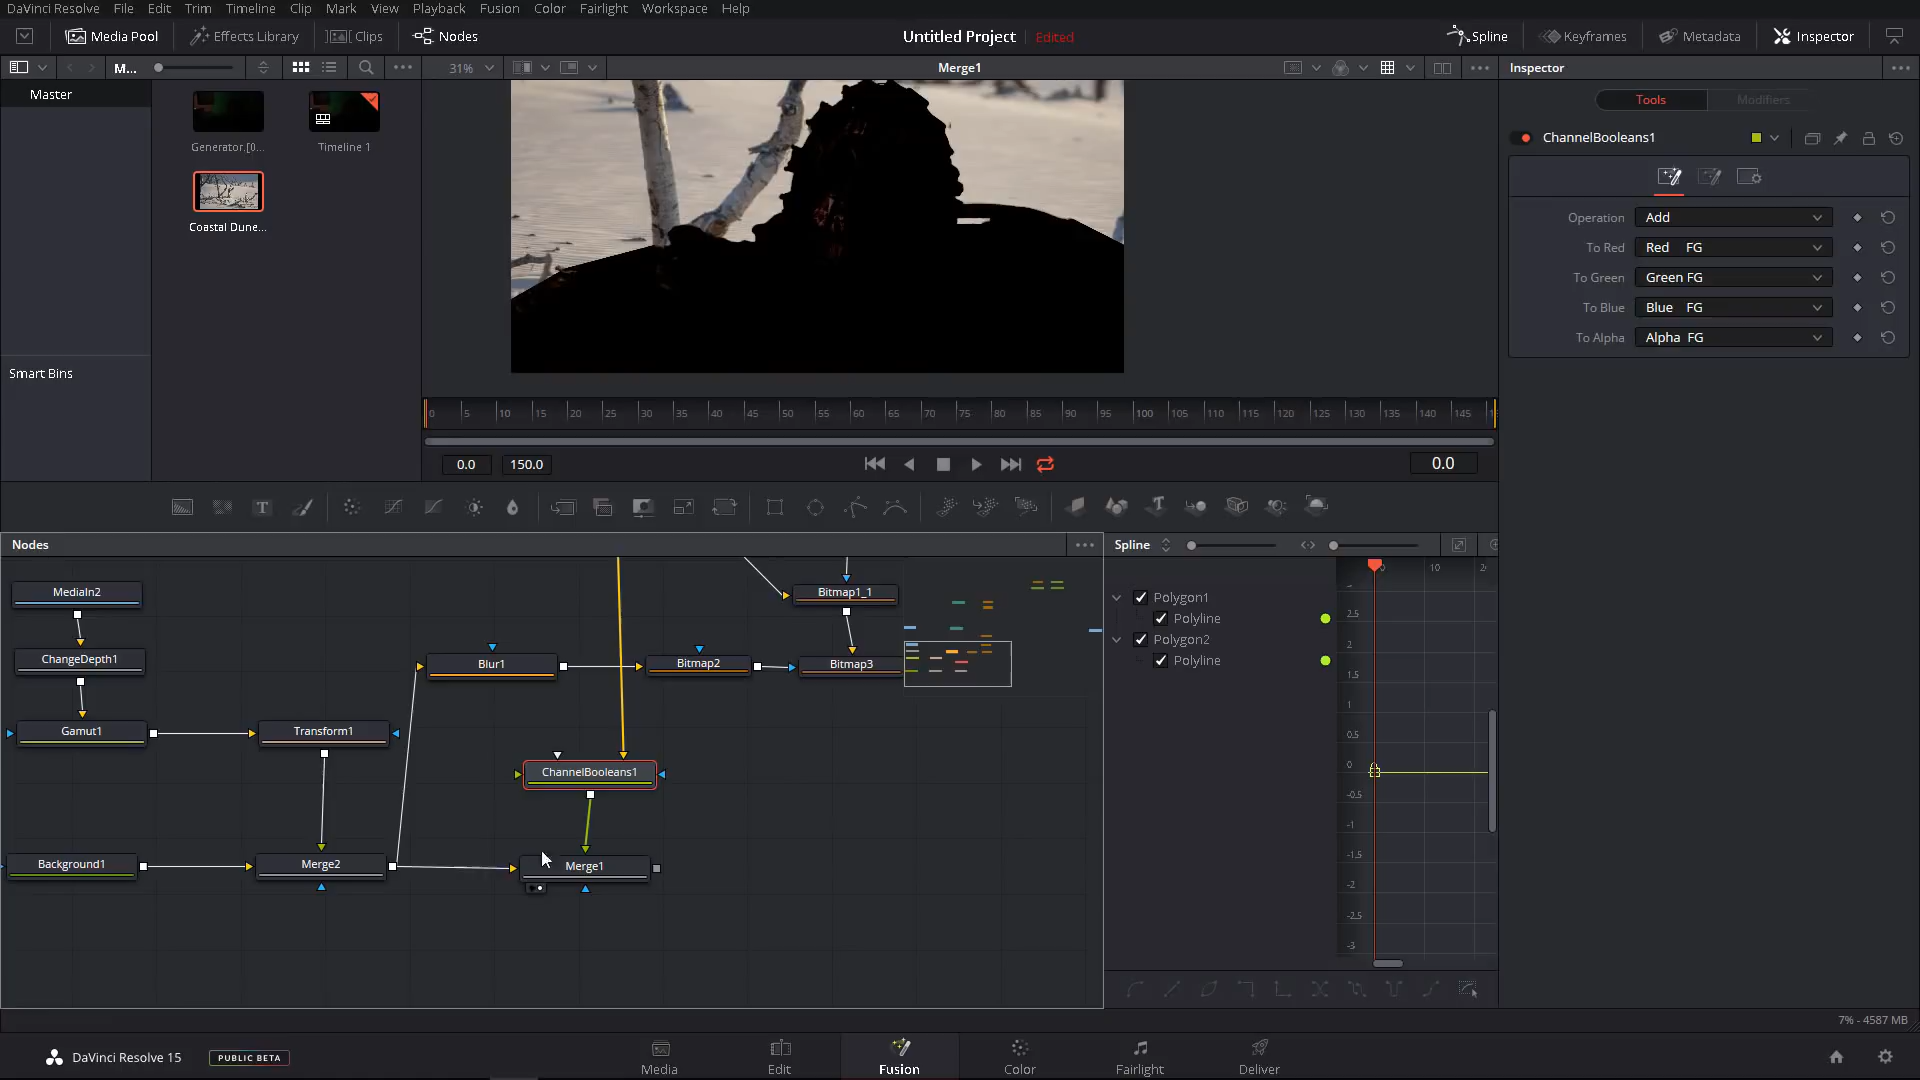 DaVinci Resolve File Edit Trim Timeline Clip Mark View Playback Fusion Color Fairlight Workspace Help
Media Pool Effects Library Clips Nodes Untitled Project Edited Spline Keyframes Metadata Inspector
M... 31% Merge1 Inspector
Master
Tools Modifiers
Generator.[0...
Timeline 1
Coastal Dune...
Smart Bins
ChannelBooleans1
Operation Add
To Red Red FG
To Green Green FG
To Blue Blue FG
To Alpha Alpha FG
0 5 10 15 20 25 30 35 40 45 50 55 60 65 70 75 80 85 90 95 100 105 110 115 120 125 130 135 140 145
0.0 150.0 0.0
Nodes
Spline
MediaIn2
ChangeDepth1
Gamut1
Transform1
Background1
Merge2
Blur1
Bitmap2
Bitmap3
Bitmap1_1
ChannelBooleans1
Merge1
Polygon1
Polyline
Polygon2
Polyline
10
2.5
2
1.5
1
0.5
0
-0.5
-1
-1.5
-2
-2.5
-3
7% - 4587 MB
DaVinci Resolve 15 PUBLIC BETA
Media Edit Fusion Color Fairlight Deliver